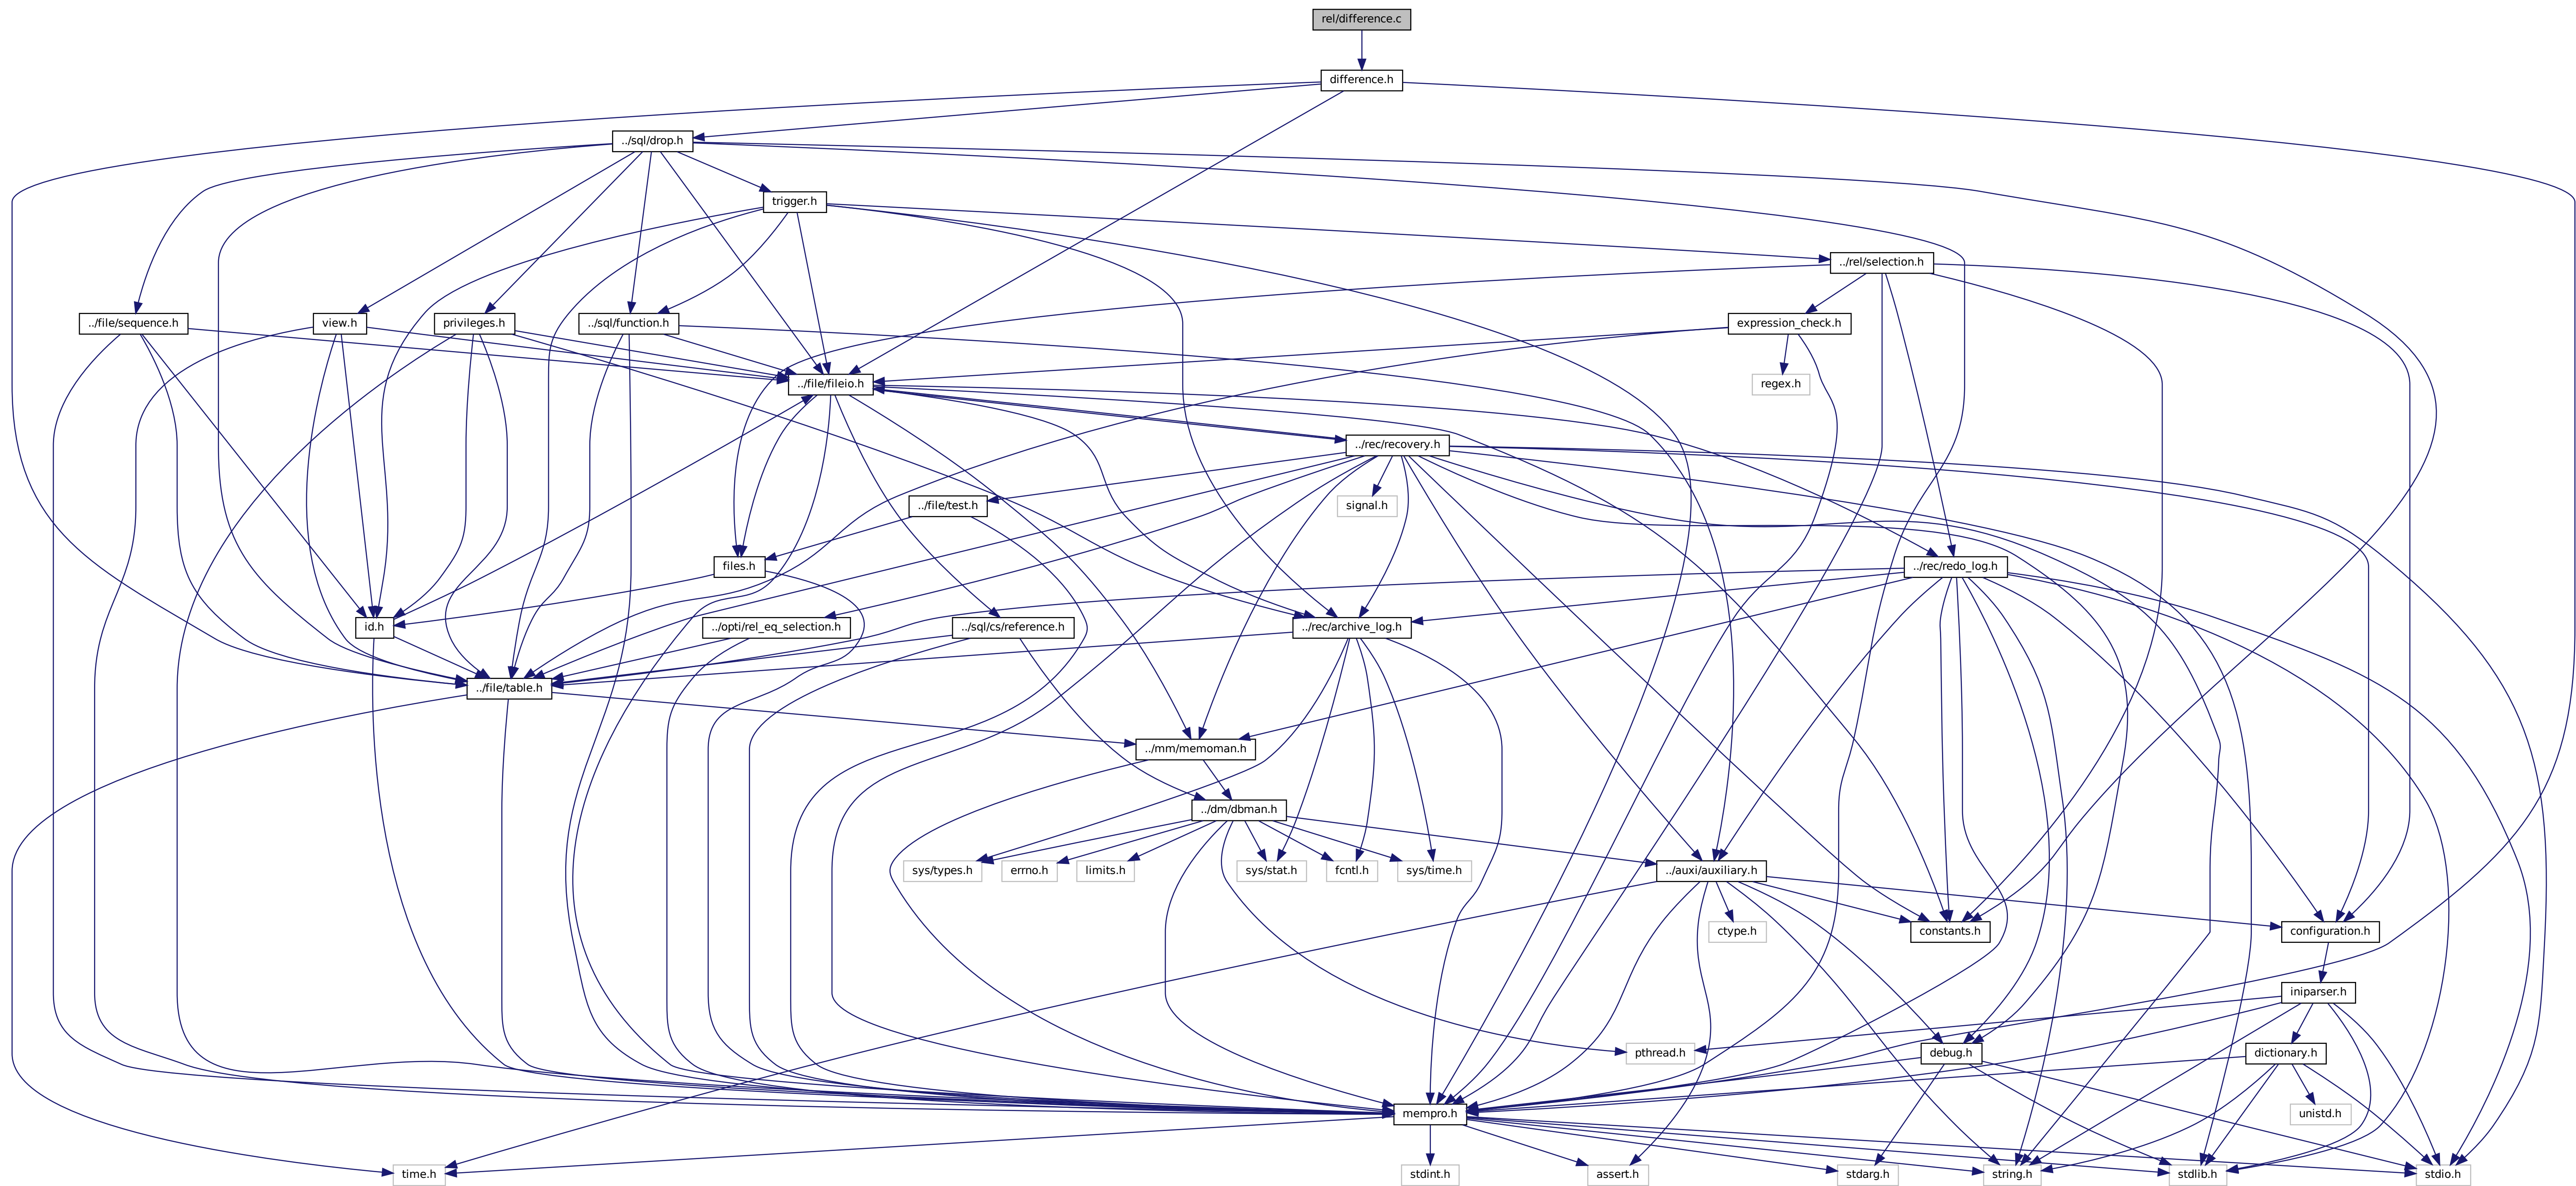 rel/difference.c
difference.h
../sql/drop.h
trigger.h
../rel/selection.h
../file/sequence.h
view.h
privileges.h
../sql/function.h
expression_check.h
../file/fileio.h
regex.h
../rec/recovery.h
../file/test.h
signal.h
files.h
../rec/redo_log.h
id.h
../opti/rel_eq_selection.h
../sql/cs/reference.h
../rec/archive_log.h
../file/table.h
../mm/memoman.h
../dm/dbman.h
sys/types.h
errno.h
limits.h
sys/stat.h
fcntl.h
sys/time.h
../auxi/auxiliary.h
ctype.h
constants.h
configuration.h
iniparser.h
pthread.h
debug.h
dictionary.h
mempro.h
unistd.h
time.h
stdint.h
assert.h
stdarg.h
string.h
stdlib.h
stdio.h